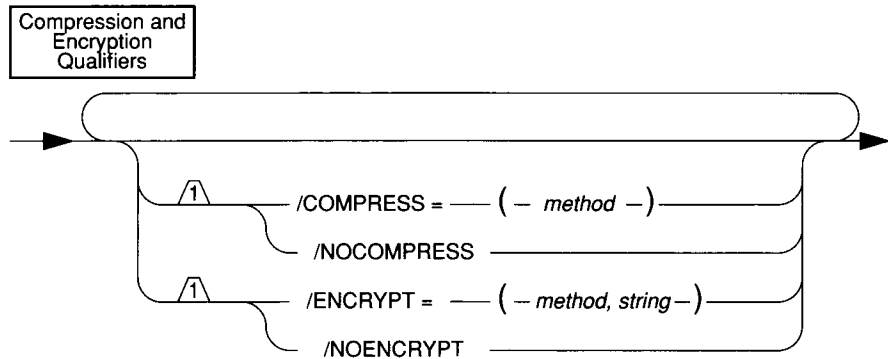 Compression and
Encryption
Qualifiers
1 /COMPRESS = ( method )
/NOCOMPRESS
1 /ENCRYPT = ( method, string )
/NOENCRYPT